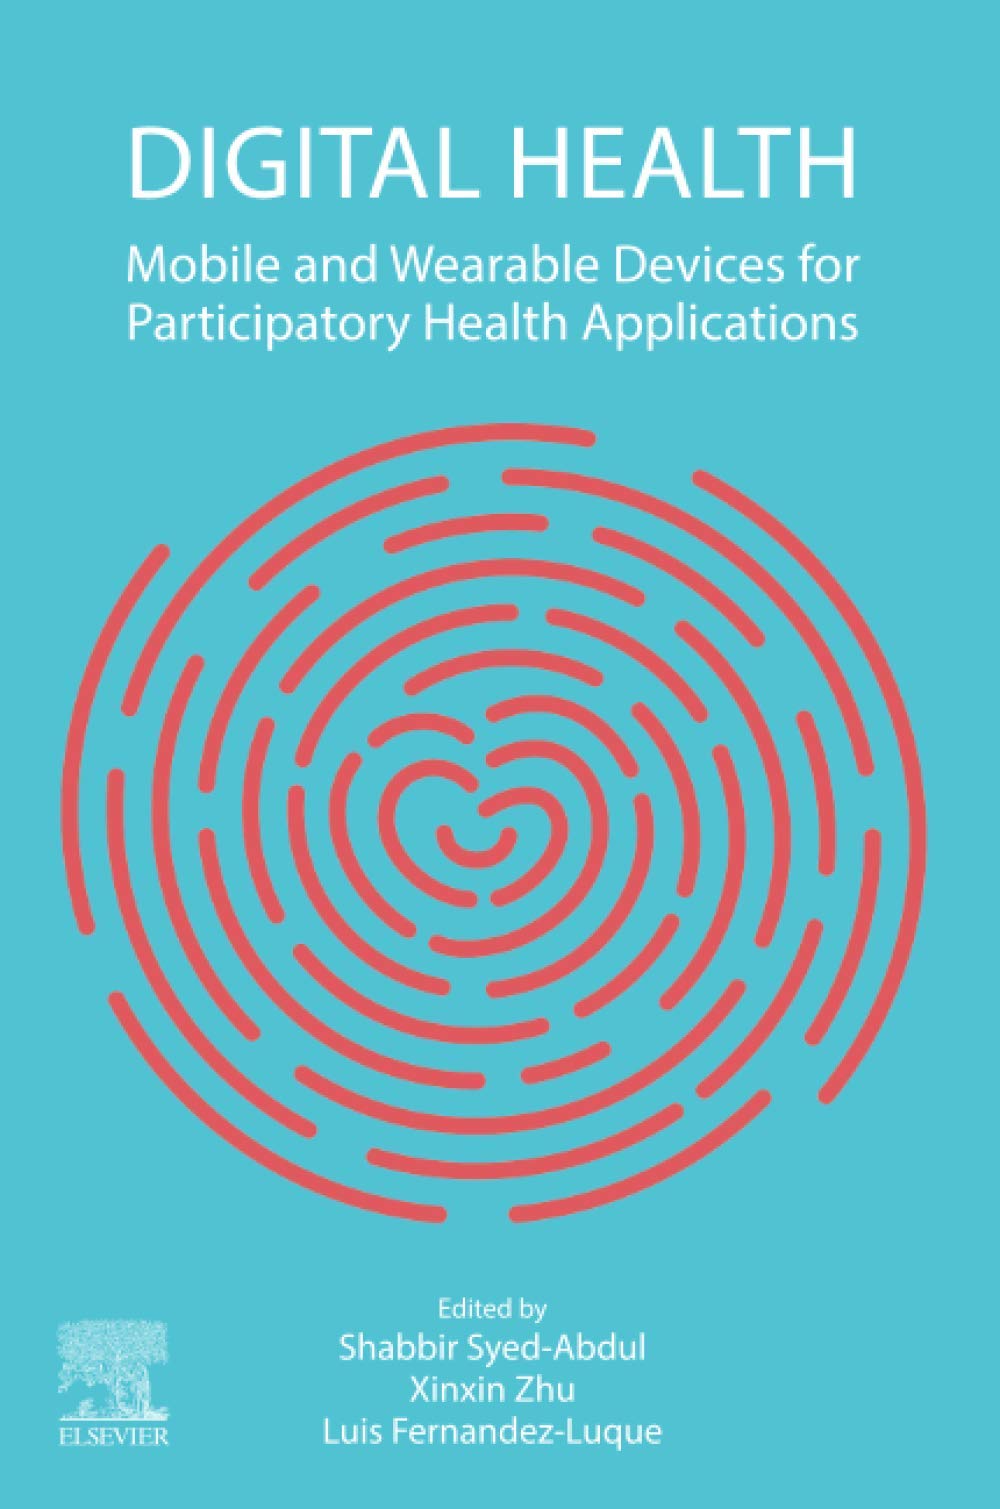 DIGITAL HEALTH
Mobile and Wearable Devices for
Participatory Health Applications
Edited by
Shabbir Syed-Abdul
Xinxin Zhu
Luis Fernandez-Luque
ELSEVIER